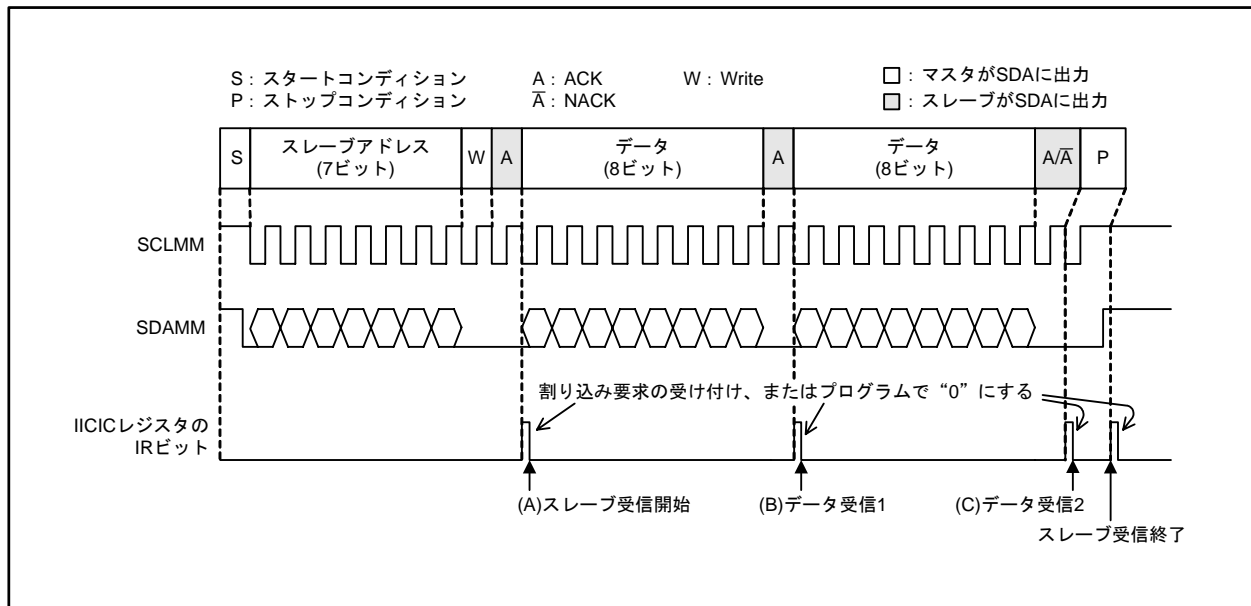 S : スタートコンディション A : ACK W : Write □ : マスタがSDAに出力
P : ストップコンディション A̅ : NACK □ : スレーブがSDAに出力
S スレーブアドレス (7ビット) W A データ (8ビット) A データ (8ビット) A/A̅ P
SCLMM
SDAMM
割り込み要求の受け付け、またはプログラムで“0”にする
IICICレジスタの
IRビット
(A)スレーブ受信開始 (B)データ受信1 (C)データ受信2
スレーブ受信終了